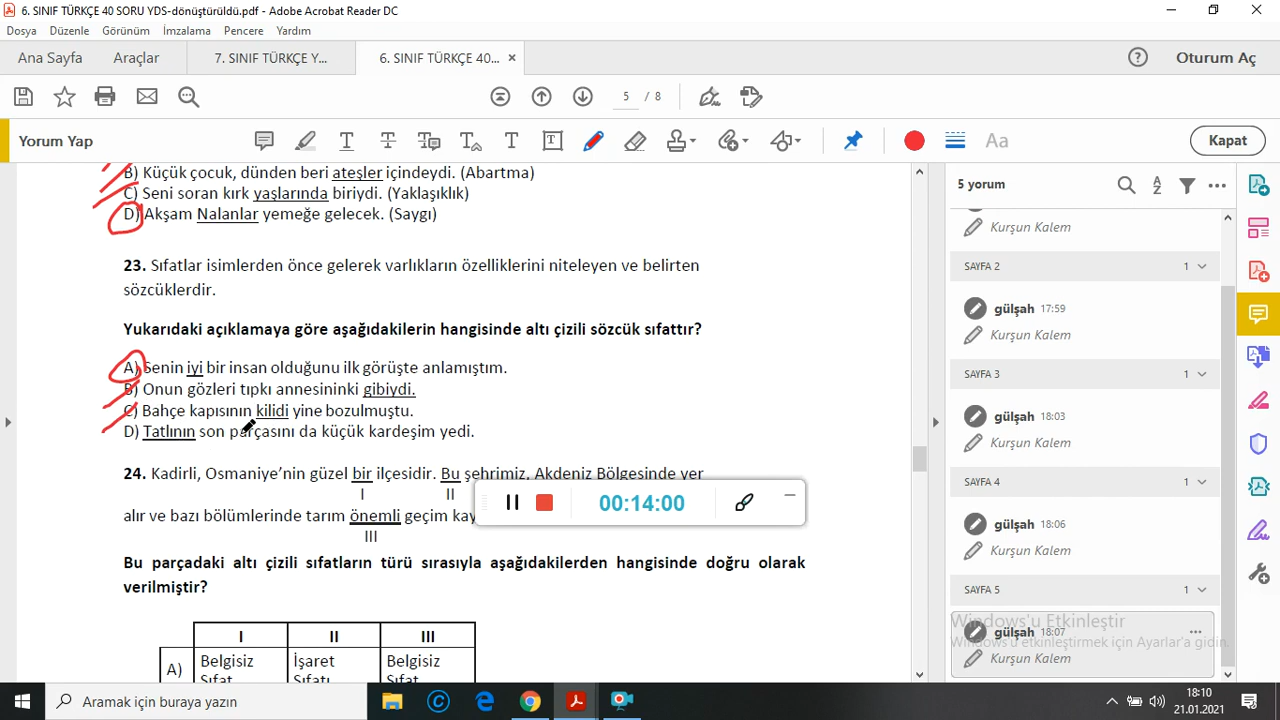 6. SINIF TÜRKÇE 40 SORU YDS-dönüştürüldü.pdf - Adobe Acrobat Reader DC
Dosya Düzenle Görünüm İmzalama Pencere Yardım
Ana Sayfa Araçlar 7. SINIF TÜRKÇE Y... 6. SINIF TÜRKÇE 40... × ? Oturum Aç
5 / 8
Yorum Yap Aa Kapat
B) Küçük çocuk, dünden beri ateşler içindeydi. (Abartma)
C) Seni soran kırk yaşlarında biriydi. (Yaklaşıklık)
D) Akşam Nalanlar yemeğe gelecek. (Saygı)
23. Sıfatlar isimlerden önce gelerek varlıkların özelliklerini niteleyen ve belirten
sözcüklerdir.
Yukarıdaki açıklamaya göre aşağıdakilerin hangisinde altı çizili sözcük sıfattır?
A) Senin iyi bir insan olduğunu ilk görüşte anlamıştım.
B) Onun gözleri tıpkı annesininki gibiydi.
C) Bahçe kapısının kilidi yine bozulmuştu.
D) Tatlının son parçasını da küçük kardeşim yedi.
24. Kadirli, Osmaniye'nin güzel bir ilçesidir. Bu şehrimiz, Akdeniz Bölgesinde yer
I II
alır ve bazı bölümlerinde tarım önemli geçim kay
III
Bu parçadaki altı çizili sıfatların türü sırasıyla aşağıdakilerden hangisinde doğru olarak
verilmiştir?
I II III
A) Belgisiz İşaret Belgisiz
Sıfat Sıfatı Sıfat
00:14:00
5 yorum
Kurşun Kalem
SAYFA 2 1
gülşah 17:59
Kurşun Kalem
SAYFA 3 1
gülşah 18:03
Kurşun Kalem
SAYFA 4 1
gülşah 18:06
Kurşun Kalem
SAYFA 5 1
gülşah 18:07
Kurşun Kalem
Windows'u Etkinleştir
Windows'u etkinleştirmek için Ayarlar'a gidin.
Aramak için buraya yazın
18:10
21.01.2021